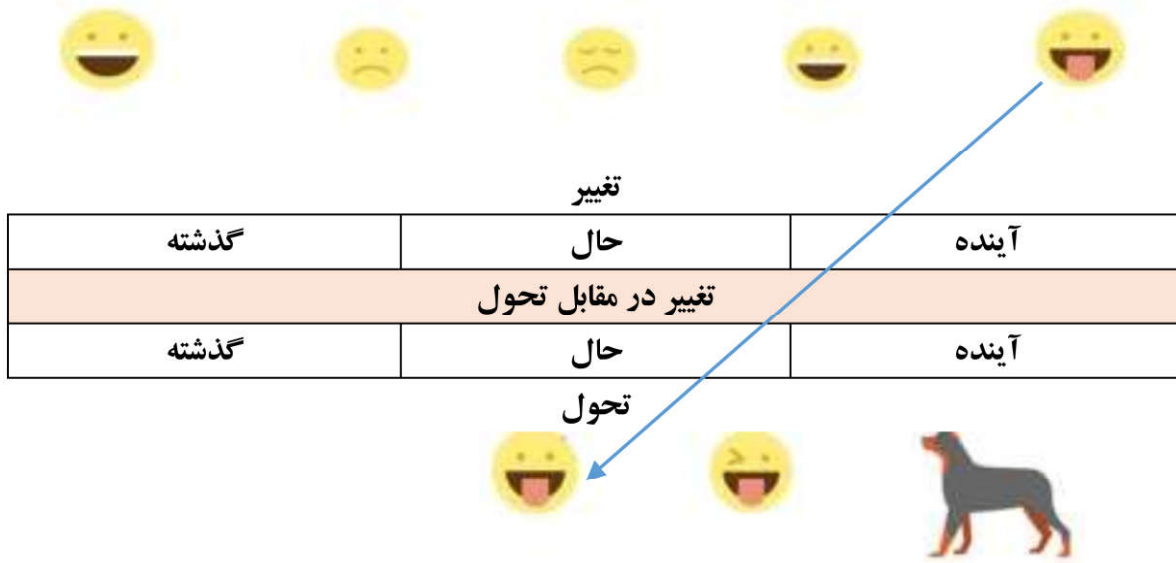 تغییر
گذشته حال آینده
تغییر در مقابل تحول
گذشته حال آینده
تحول